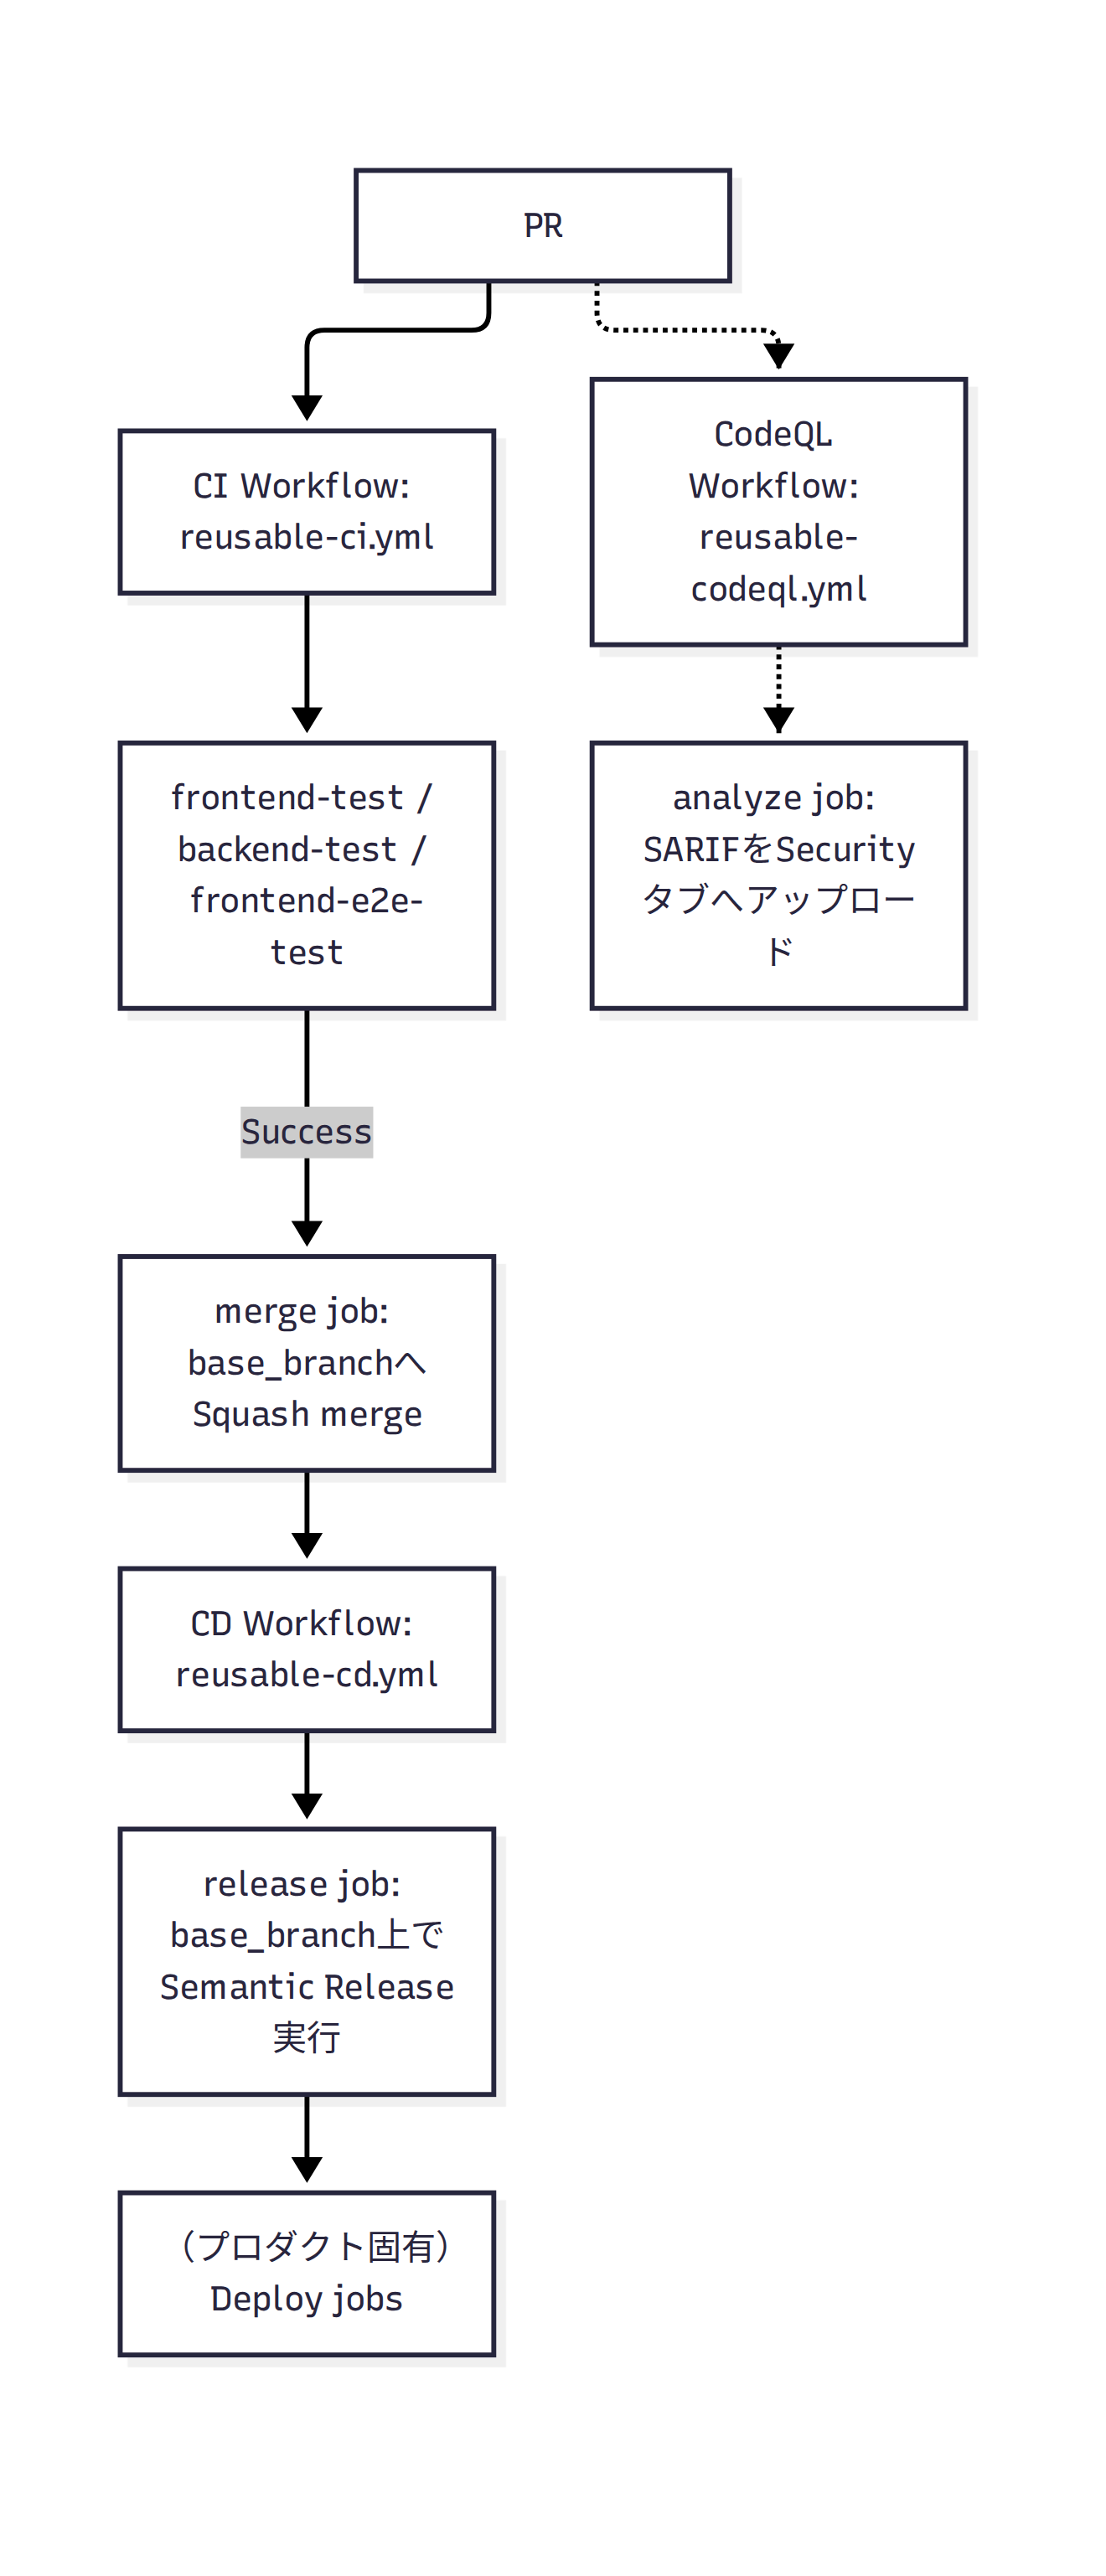 PR
CI Workflow:
reusable-ci.yml
CodeQL
Workflow:
reusable-
codeql.yml
frontend-test /
backend-test /
frontend-e2e-
test
analyze job:
SARIFをSecurity
タブへアップロー
ド
Success
merge job:
base_branchへ
Squash merge
CD Workflow:
reusable-cd.yml
release job:
base_branch上で
Semantic Release
実行
（プロダクト固有）
Deploy jobs